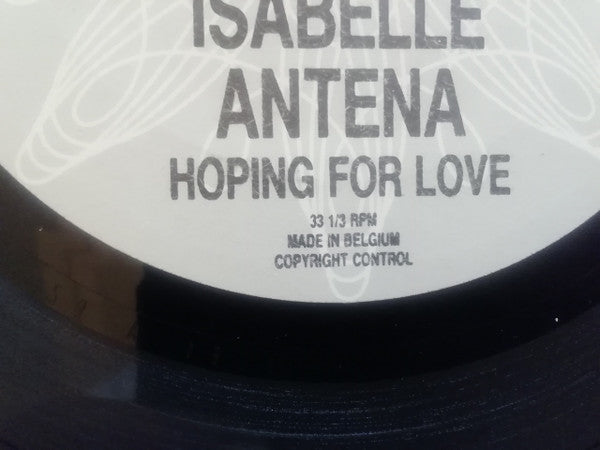 ISABELLE
ANTENA
HOPING FOR LOVE
33 1/3 RPM
MADE IN BELGIUM
COPYRIGHT CONTROL